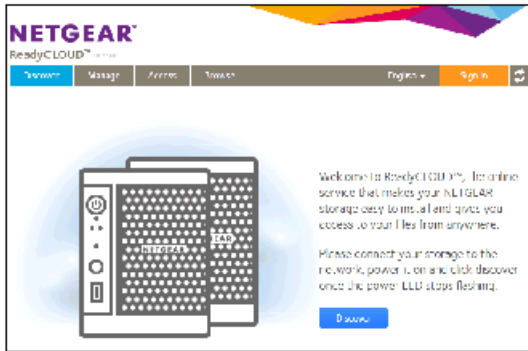 NETGEAR
ReadyCLOUD™
Discover Manage Access Browse English Sign In
Welcome to ReadyCLOUD™, the online
service that makes your NETGEAR
storage easy to install and gives you
access to your files from anywhere.
Please connect your storage to the
network, power it on and click discover
once the power LED stops flashing.
Discover
NETGEAR
EAR